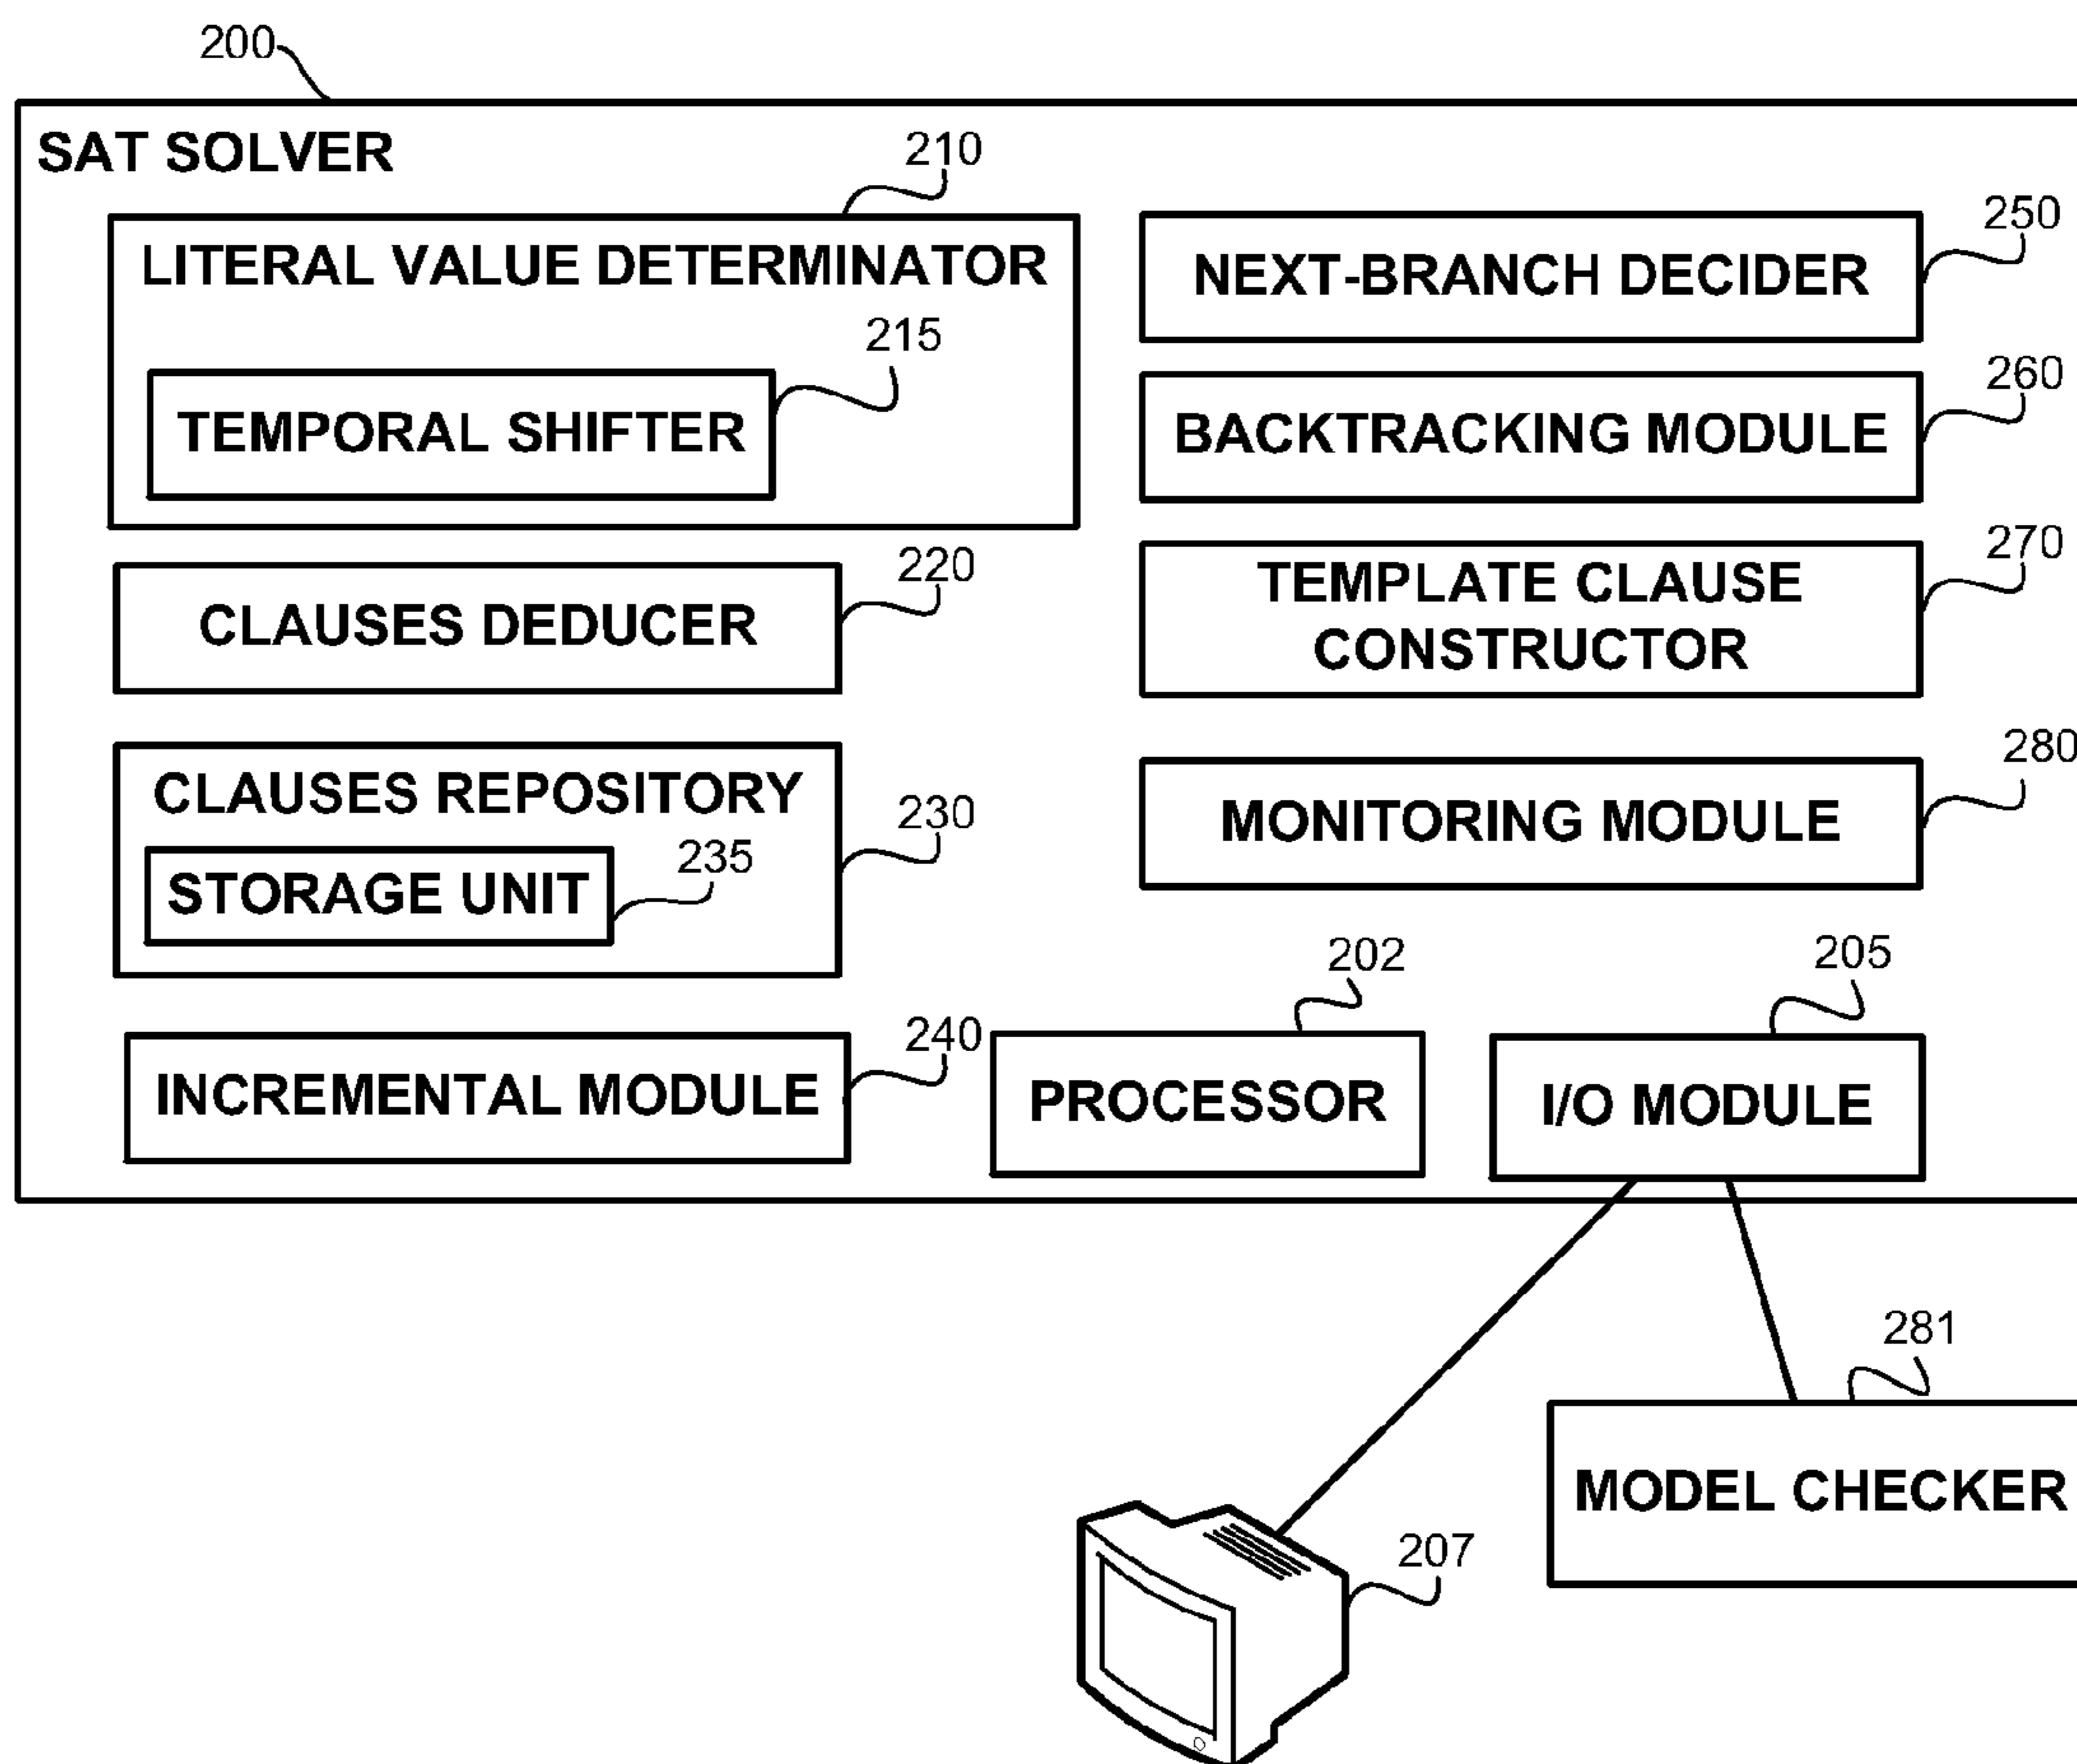 200
SAT SOLVER
210
LITERAL VALUE DETERMINATOR
215
TEMPORAL SHIFTER
220
CLAUSES DEDUCER
CLAUSES REPOSITORY
230
235
STORAGE UNIT
240
INCREMENTAL MODULE
250
NEXT-BRANCH DECIDER
260
BACKTRACKING MODULE
270
TEMPLATE CLAUSE
CONSTRUCTOR
280
MONITORING MODULE
202
PROCESSOR
205
I/O MODULE
281
MODEL CHECKER
207